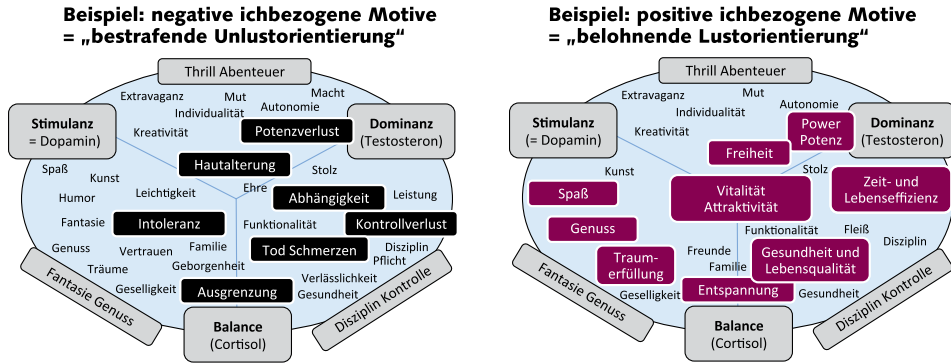 Beispiel: negative ichbezogene Motive
= „bestrafende Unlustorientierung“
Thrill Abenteuer
Extravaganz
Mut
Macht
Individualität
Autonomie
Stimulanz
(= Dopamin)
Kreativität
Potenzverlust
Dominanz
(Testosteron)
Hautalterung
Spaß
Kunst
Stolz
Humor
Leichtigkeit
Ehre
Abhängigkeit
Leistung
Fantasie
Intoleranz
Funktionalität
Kontrollverlust
Genuss
Vertrauen
Familie
Tod Schmerzen
Disziplin
Pflicht
Träume
Geborgenheit
Verlässlichkeit
Fantasie Genuss
Geselligkeit
Ausgrenzung
Gesundheit
Disziplin Kontrolle
Balance
(Cortisol)
Beispiel: positive ichbezogene Motive
= „belohnende Lustorientierung“
Thrill Abenteuer
Extravaganz
Mut
Individualität
Autonomie
Stimulanz
(= Dopamin)
Kreativität
Power
Potenz
Dominanz
(Testosteron)
Freiheit
Kunst
Stolz
Spaß
Vitalität
Attraktivität
Zeit- und
Lebenseffizienz
Genuss
Funktionalität
Fleiß
Disziplin
Traum-
erfüllung
Freunde
Familie
Gesundheit und
Lebensqualität
Fantasie Genuss
Geselligkeit
Entspannung
Gesundheit
Disziplin Kontrolle
Balance
(Cortisol)